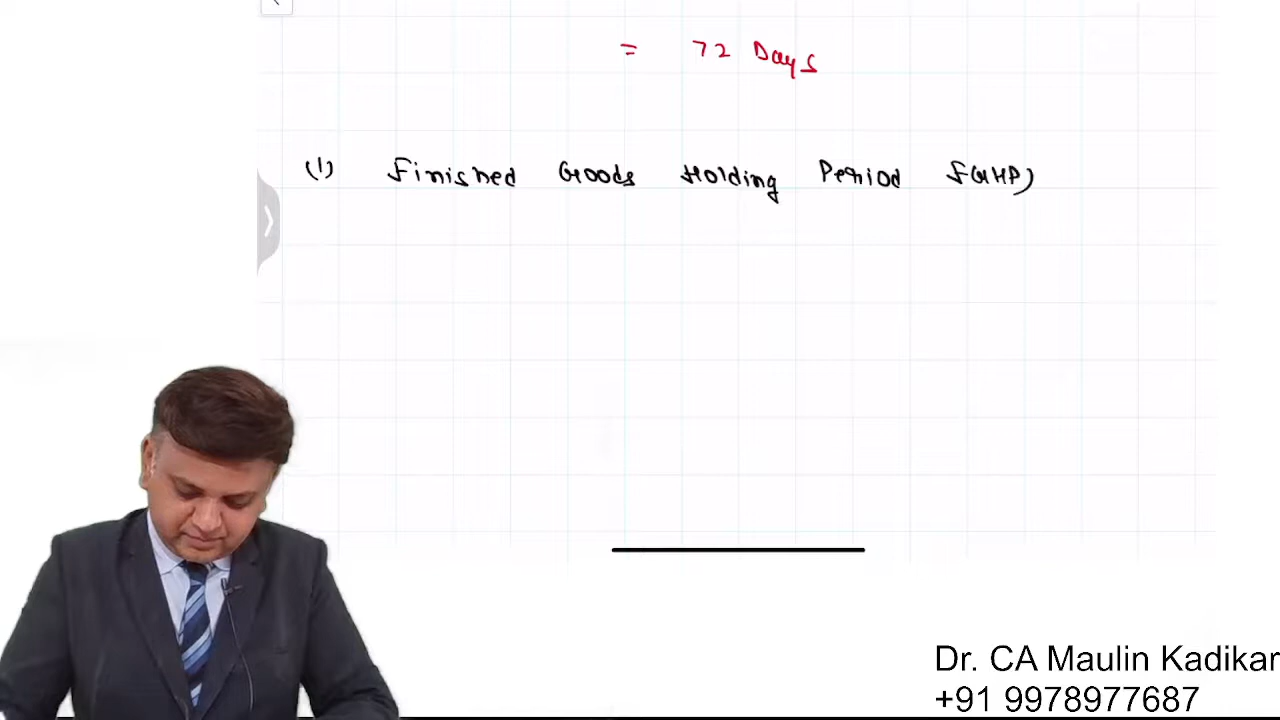 = 72 Days
(1) Finished Goods Holding Period FGHP)
Dr. CA Maulin Kadikar
+91 9978977687